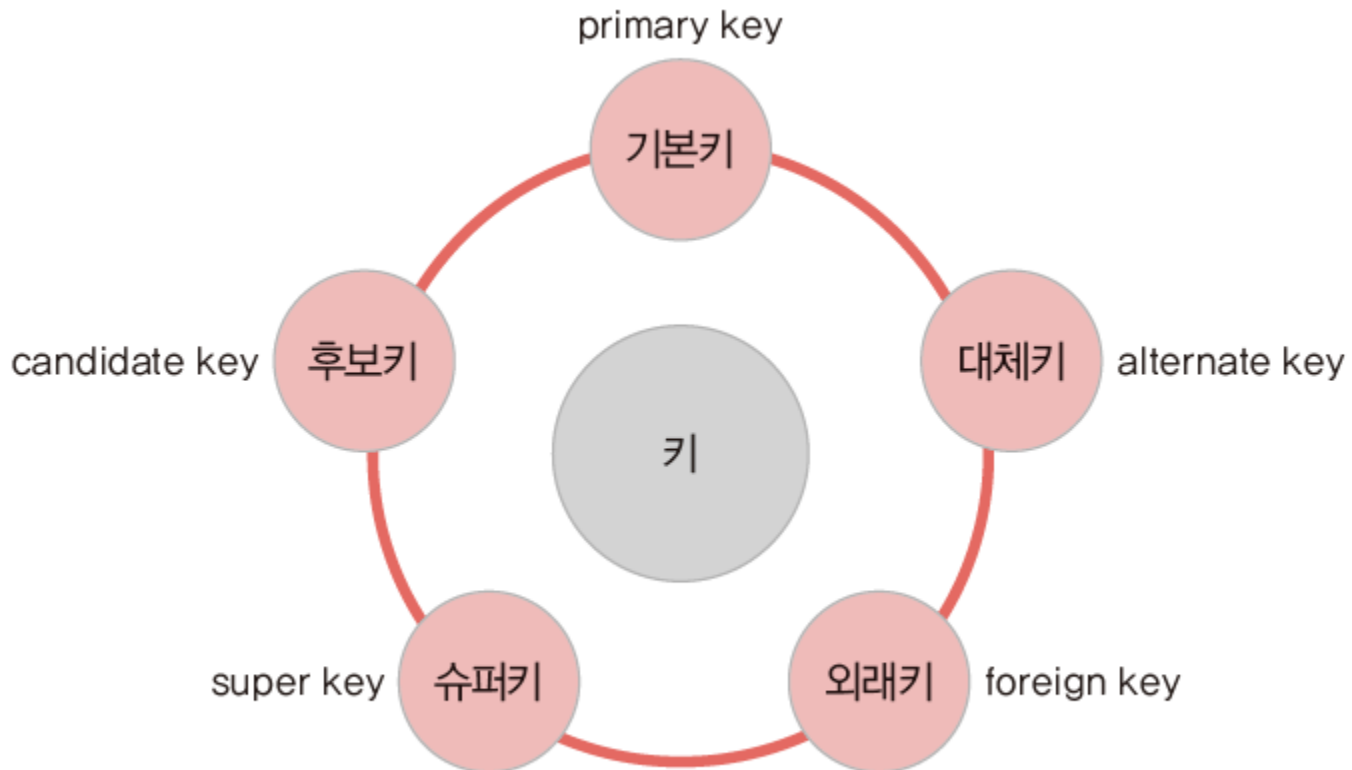 primary key
기본키
candidate key
후보키
대체키
alternate key
키
super key
슈퍼키
외래키
foreign key